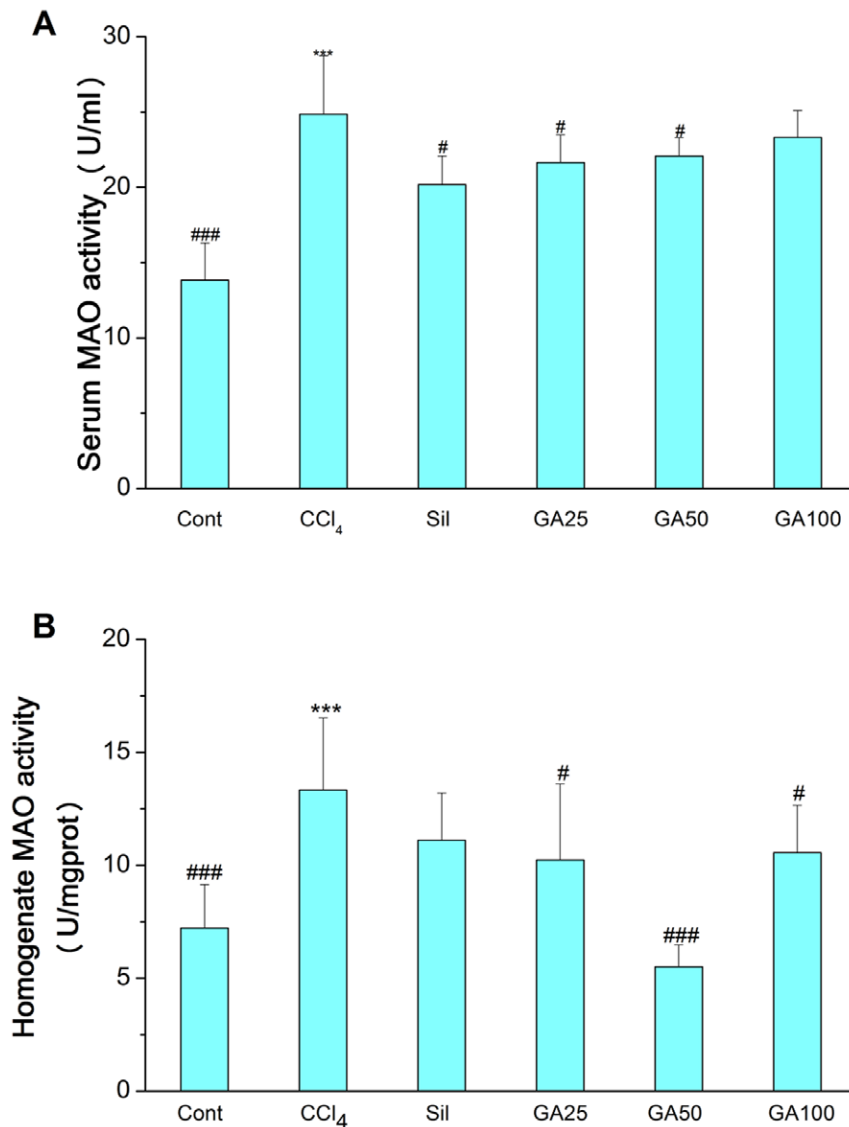 A
Serum MAO activity ( U/ml )
30
20
10
0
***
###
#
#
#
Cont CCl₄ Sil GA25 GA50 GA100
B
Homogenate MAO activity
( U/mgprot)
20
15
10
5
0
***
#
#
###
###
Cont CCl₄ Sil GA25 GA50 GA100